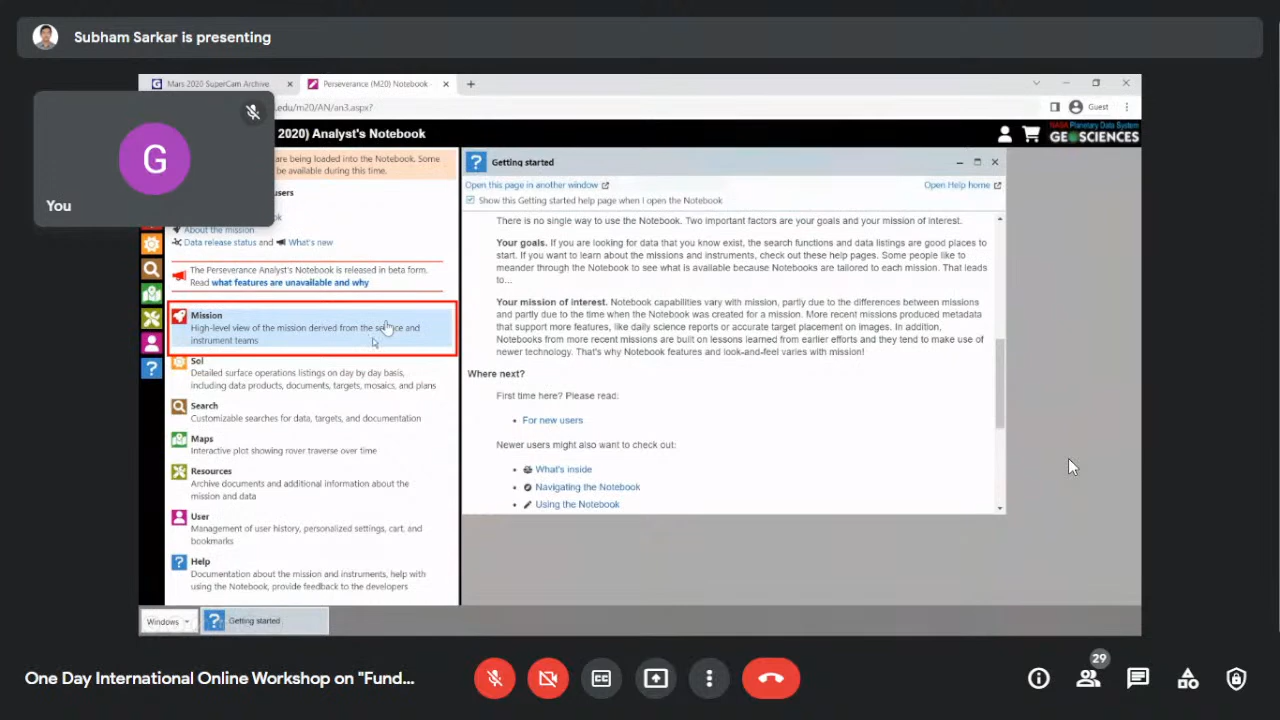 Subham Sarkar is presenting
Mars 2020 SuperCam Archive
Perseverance (M20) Notebook
.edu/m20/AN/an3.aspx?
Guest
G
You
2020) Analyst's Notebook
NASA Planetary Data System
GEOSCIENCES
are being loaded into the Notebook. Some
be available during this time.
sers
About the mission
Data release status and What's new
The Perseverance Analyst's Notebook is released in beta form.
Read what features are unavailable and why
Mission
High-level view of the mission derived from the science and
instrument teams
Sol
Detailed surface operations listings on day by day basis,
including data products, documents, targets, mosaics, and plans
Search
Customizable searches for data, targets, and documentation
Maps
Interactive plot showing rover traverse over time
Resources
Archive documents and additional information about the
mission and data
User
Management of user history, personalized settings, cart, and
bookmarks
Help
Documentation about the mission and instruments, help with
using the Notebook, provide feedback to the developers
Getting started
Open this page in another window
Open Help home
Show this Getting started help page when I open the Notebook
There is no single way to use the Notebook. Two important factors are your goals and your mission of interest.
Your goals. If you are looking for data that you know exist, the search functions and data listings are good places to
start. If you want to learn about the missions and instruments, check out these help pages. Some people like to
meander through the Notebook to see what is available because Notebooks are tailored to each mission. That leads
to...
Your mission of interest. Notebook capabilities vary with mission, partly due to the differences between missions
and partly due to the time when the Notebook was created for a mission. More recent missions produced metadata
that support more features, like daily science reports or accurate target placement on images. In addition,
Notebooks from more recent missions are built on lessons learned from earlier efforts and they tend to make use of
newer technology. That's why Notebook features and look-and-feel varies with mission!
Where next?
First time here? Please read:
• For new users
Newer users might also want to check out:
• What's inside
• Navigating the Notebook
• Using the Notebook
Windows
Getting started
One Day International Online Workshop on "Fund...
29